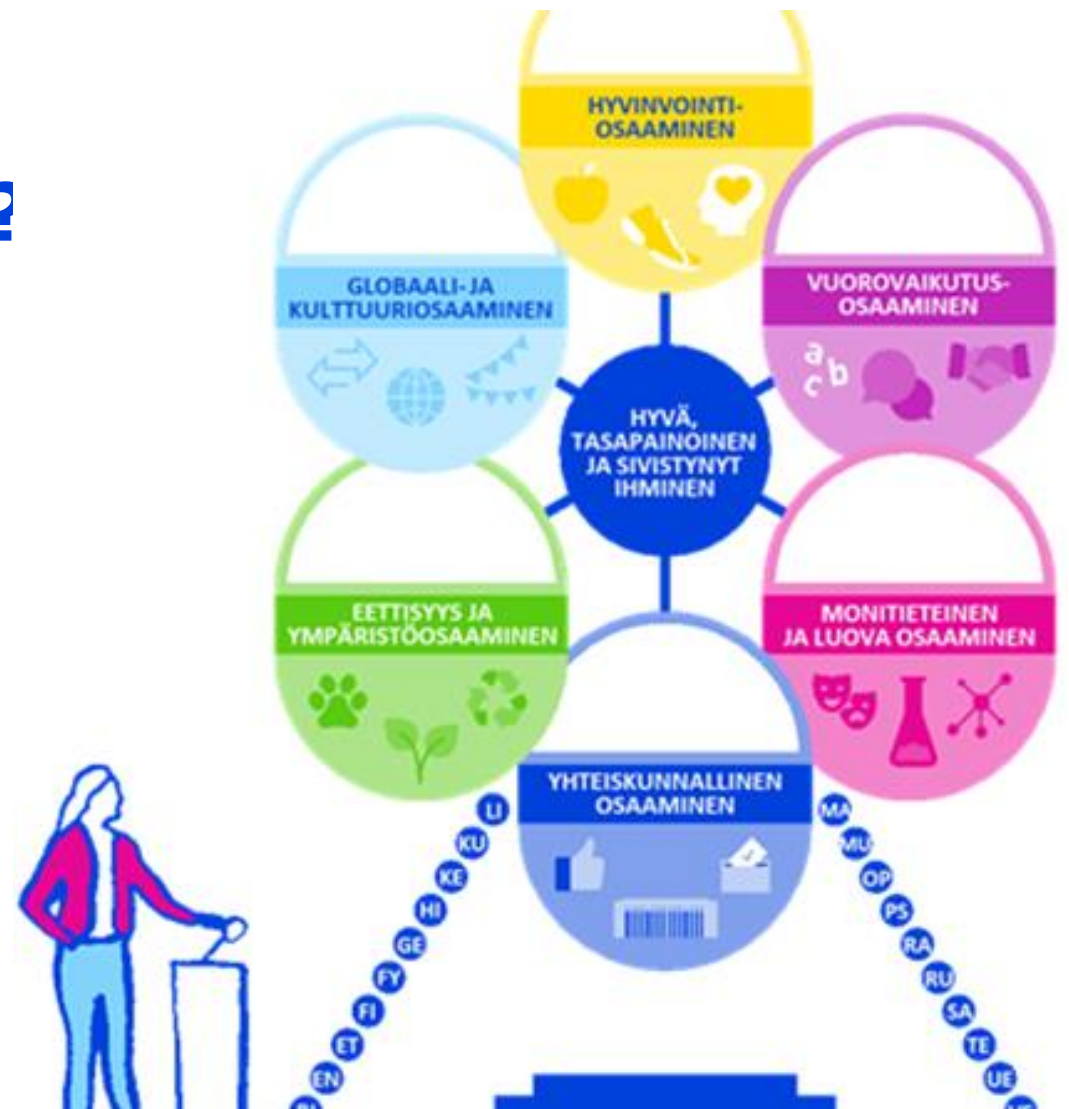 ?
HYVINVOINTI-
OSAAMINEN
GLOBAALI- JA
KULTTUURIOSAAMINEN
VUOROVAIKUTUS-
OSAAMINEN
a
b
c
HYVÄ,
TASAPAINOINEN
JA SIVISTYNYT
IHMINEN
EETTISYYS JA
YMPÄRISTÖOSAAMINEN
MONITIETEINEN
JA LUOVA OSAAMINEN
YHTEISKUNNALLINEN
OSAAMINEN
LI
KU
KE
HI
GE
FY
FI
ET
EN
MA
MU
OP
PS
RA
RU
SA
TE
UE